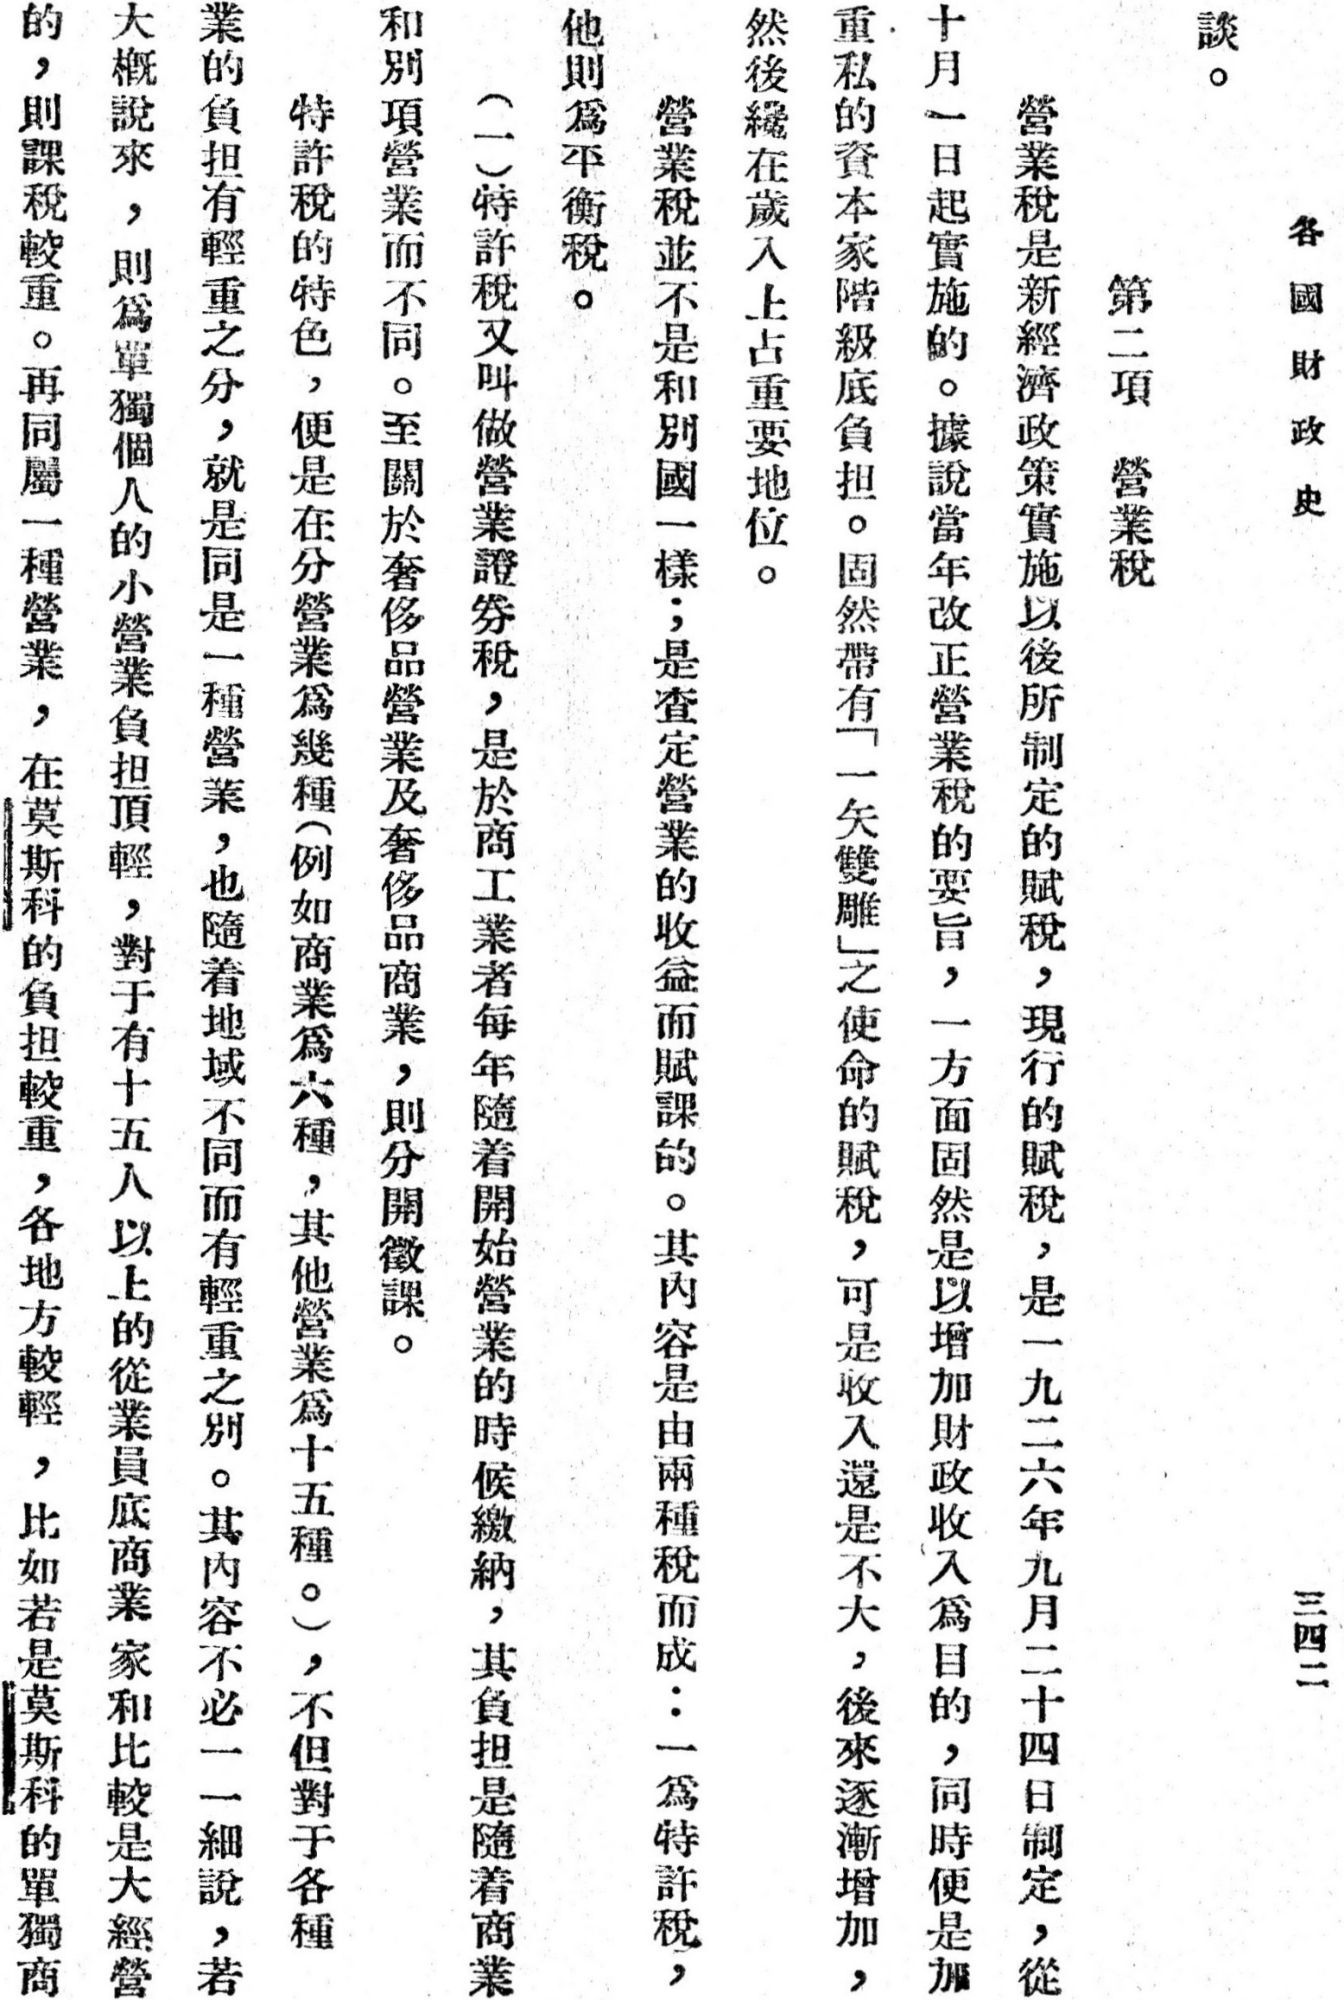 各國財政史
三四二
談。
第二項 營業稅
營業稅是新經濟政策實施以後所制定的賦稅，現行的賦稅，是一九二六年九月二十四日制定，從
十月一日起實施的。據說當年改正營業稅的要旨，一方面固然是以增加財政收入爲目的，同時便是加
重私的資本家階級底負担。固然帶有「一矢雙雕」之使命的賦稅，可是收入還是不大，後來逐漸增加，
然後纔在歲入上占重要地位。
營業稅並不是和別國一樣；是查定營業的收益而賦課的。其內容是由兩種稅而成：一爲特許稅，
他則爲平衡稅。
（一）特許稅又叫做營業證券稅，是於商工業者每年隨着開始營業的時候繳納，其負担是隨着商業
和別項營業而不同。至關於奢侈品營業及奢侈品商業，則分開徵課。
特許稅的特色，便是在分營業爲幾種（例如商業爲六種，其他營業爲十五種。），不但對于各種
業的負担有輕重之分，就是同是一種營業，也隨着地域不同而有輕重之別。其內容不必一一細說，若
大概說來，則爲單獨個人的小營業負担頂輕，對于有十五人以上的從業員底商業家和比較是大經營
的，則課稅較重。再同屬一種營業，在莫斯科的負担較重，各地方較輕，比如若是莫斯科的單獨商